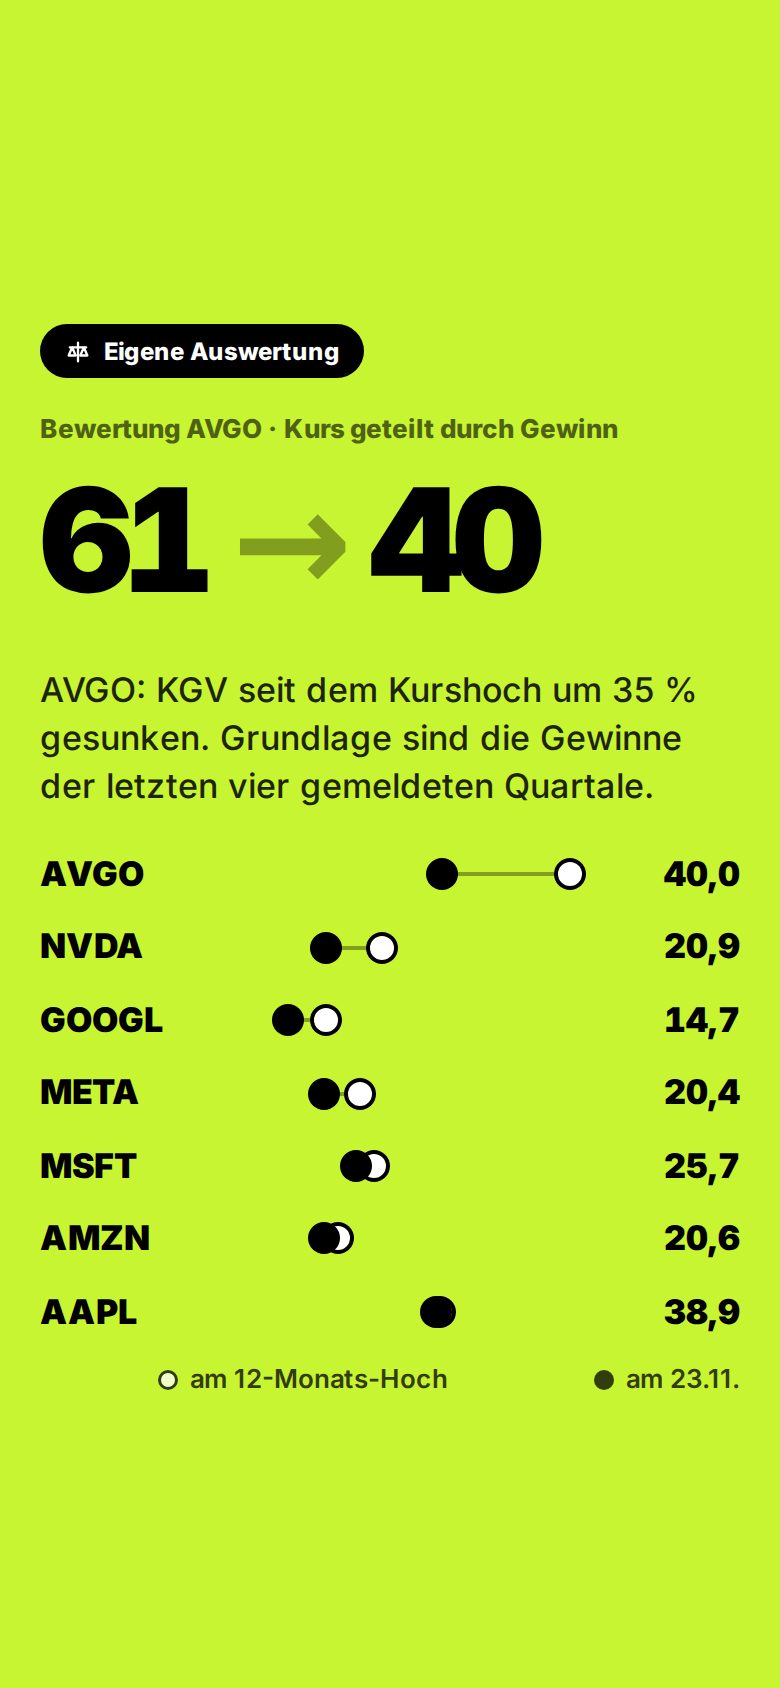 Eigene Auswertung
Bewertung AVGO · Kurs geteilt durch Gewinn
61 → 40
AVGO: KGV seit dem Kurshoch um 35 %
gesunken. Grundlage sind die Gewinne
der letzten vier gemeldeten Quartale.
AVGO 40,0
NVDA 20,9
GOOGL 14,7
META 20,4
MSFT 25,7
AMZN 20,6
AAPL 38,9
am 12-Monats-Hoch am 23.11.